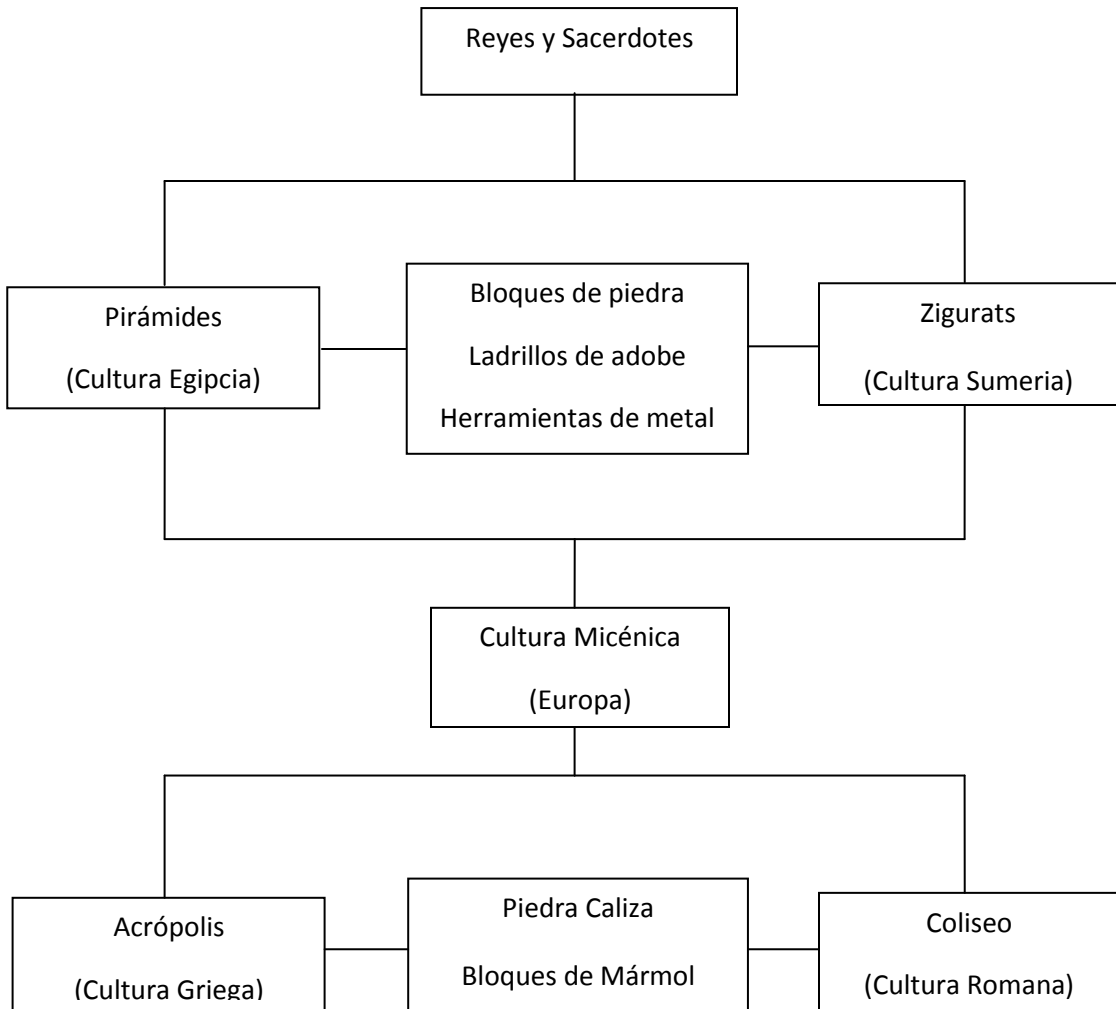 Reyes y Sacerdotes
Pirámides
(Cultura Egipcia)
Bloques de piedra
Ladrillos de adobe
Herramientas de metal
Zigurats
(Cultura Sumeria)
Cultura Micénica
(Europa)
Acrópolis
(Cultura Griega)
Piedra Caliza
Bloques de Mármol
Coliseo
(Cultura Romana)